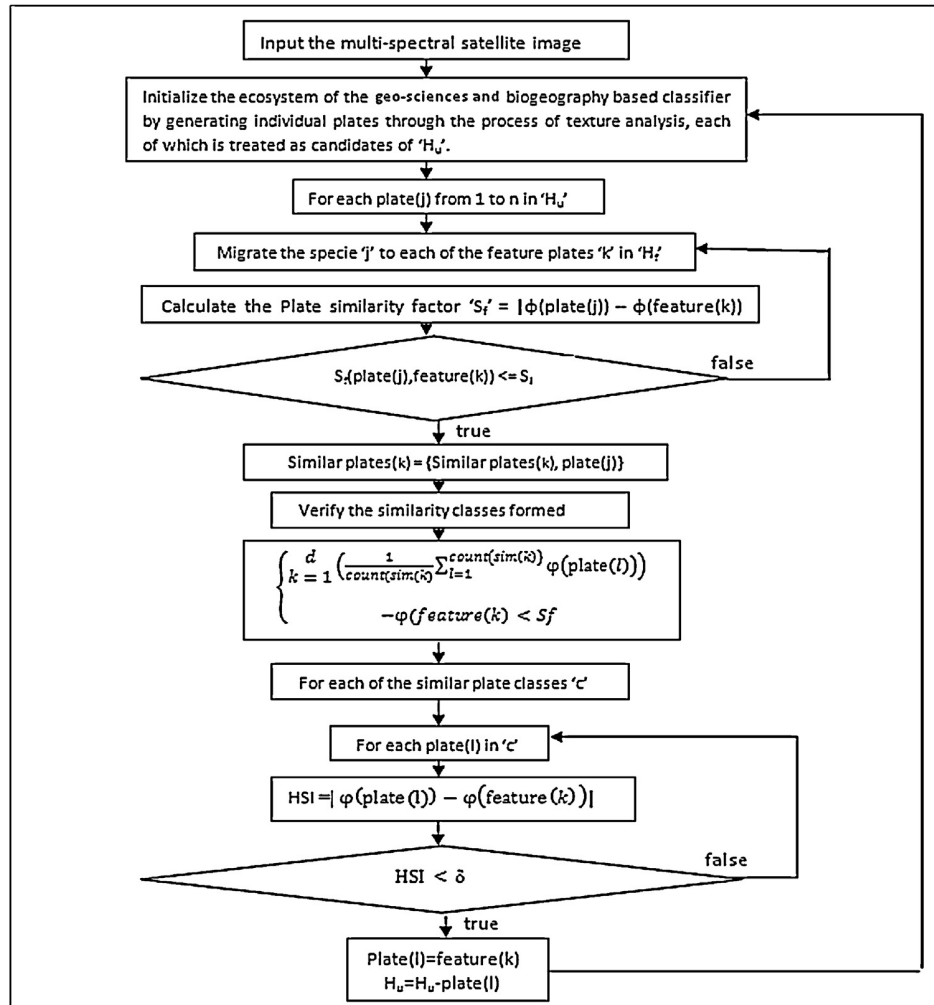 Input the multi-spectral satellite image
Initialize the ecosystem of the geo-sciences and biogeography based classifier
by generating individual plates through the process of texture analysis, each
of which is treated as candidates of ‘Hᵤ’.
For each plate(j) from 1 to n in ‘Hᵤ’
Migrate the specie ‘j’ to each of the feature plates ‘k’ in ‘H
Calculate the Plate similarity factor ‘S_f’ = |ϕ(plate(j)) – ϕ(feature(k))
false
(plate(j),feature(k)) <=
true
Similar plates(k) = {Similar plates(k), plate(j)}
Verify the similarity classes formed
{ d k = 1 (1/count(sim(k) ∑_{l=1}^{count(sim(k)} φ(plate(l)))
−φ(feature(k) < Sf
For each of the similar plate classes ‘c’
For each plate(l) in ‘c’
HSI =| φ(plate(l)) − φ(feature(k))|
false
HSI < δ
true
Plate(l)=feature(k)
Hᵤ=Hᵤ-plate(l)